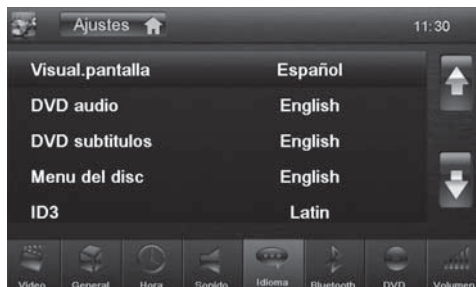 Ajustes 11:30
Visual.pantalla Español
DVD audio English
DVD subtitulos English
Menu del disc English
ID3 Latin
Video General Hora Sonido Idioma Bluetooth DVD Volumen